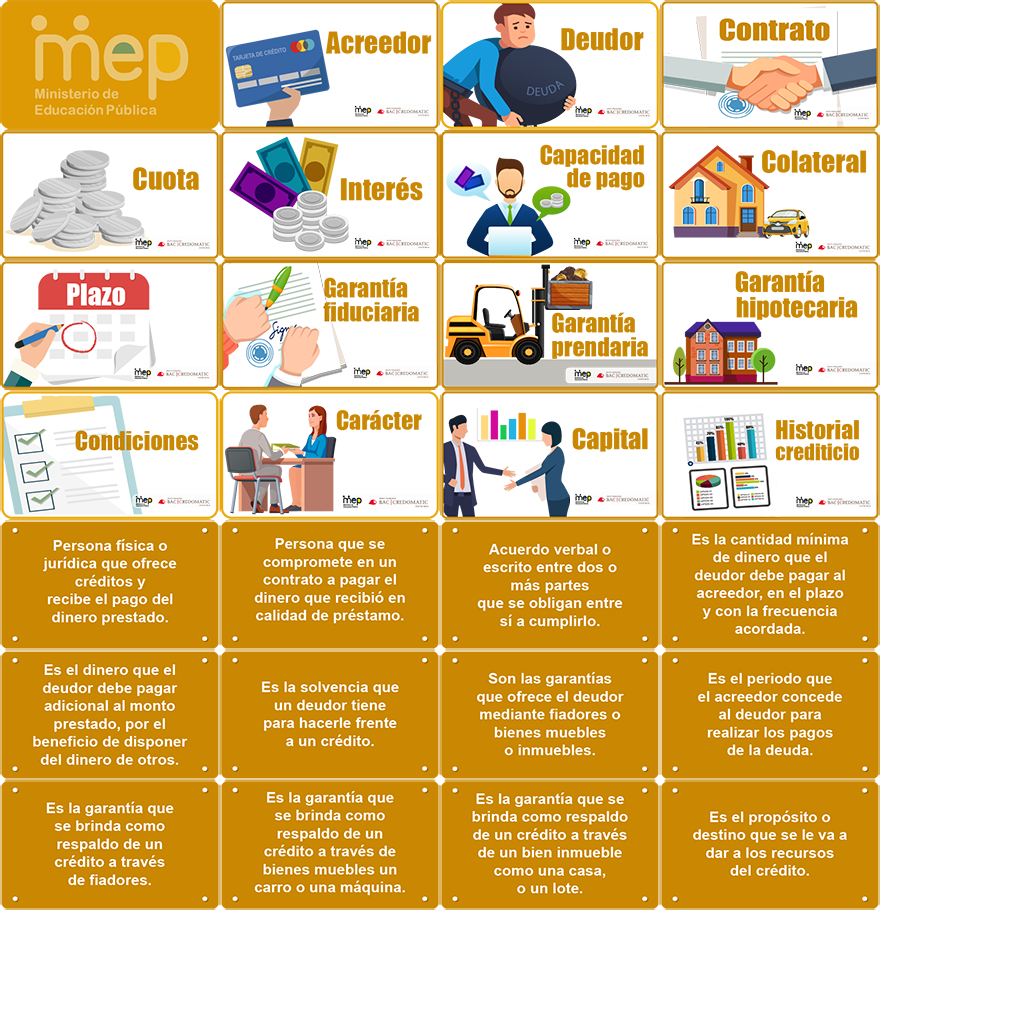 mep
Ministerio de
Educación Pública
TARJETA DE CRÉDITO
Acreedor
mep
BAC CREDOMATIC
DEUDA
Deudor
mep
BAC CREDOMATIC
Contrato
mep
BAC CREDOMATIC
Cuota
mep
BAC CREDOMATIC
Interés
mep
BAC CREDOMATIC
Capacidad
de pago
mep
BAC CREDOMATIC
Colateral
mep
BAC CREDOMATIC
Plazo
mep
BAC CREDOMATIC
Garantía
fiduciaria
mep
BAC CREDOMATIC
Garantía
prendaria
mep
BAC CREDOMATIC
Garantía
hipotecaria
mep
BAC CREDOMATIC
Condiciones
mep
BAC CREDOMATIC
Carácter
mep
BAC CREDOMATIC
Capital
mep
BAC CREDOMATIC
Historial
crediticio
mep
BAC CREDOMATIC
Persona física o
jurídica que ofrece
créditos y
recibe el pago del
dinero prestado.
Persona que se
compromete en un
contrato a pagar el
dinero que recibió en
calidad de préstamo.
Acuerdo verbal o
escrito entre dos o
más partes
que se obligan entre
sí a cumplirlo.
Es la cantidad mínima
de dinero que el
deudor debe pagar al
acreedor, en el plazo
y con la frecuencia
acordada.
Es el dinero que el
deudor debe pagar
adicional al monto
prestado, por el
beneficio de disponer
del dinero de otros.
Es la solvencia que
un deudor tiene
para hacerle frente
a un crédito.
Son las garantías
que ofrece el deudor
mediante fiadores o
bienes muebles
o inmuebles.
Es el periodo que
el acreedor concede
al deudor para
realizar los pagos
de la deuda.
Es la garantía que
se brinda como
respaldo de un
crédito a través
de fiadores.
Es la garantía que
se brinda como
respaldo de un
crédito a través de
bienes muebles un
carro o una máquina.
Es la garantía que se
brinda como respaldo
de un crédito a través
de un bien inmueble
como una casa,
o un lote.
Es el propósito o
destino que se le va a
dar a los recursos
del crédito.